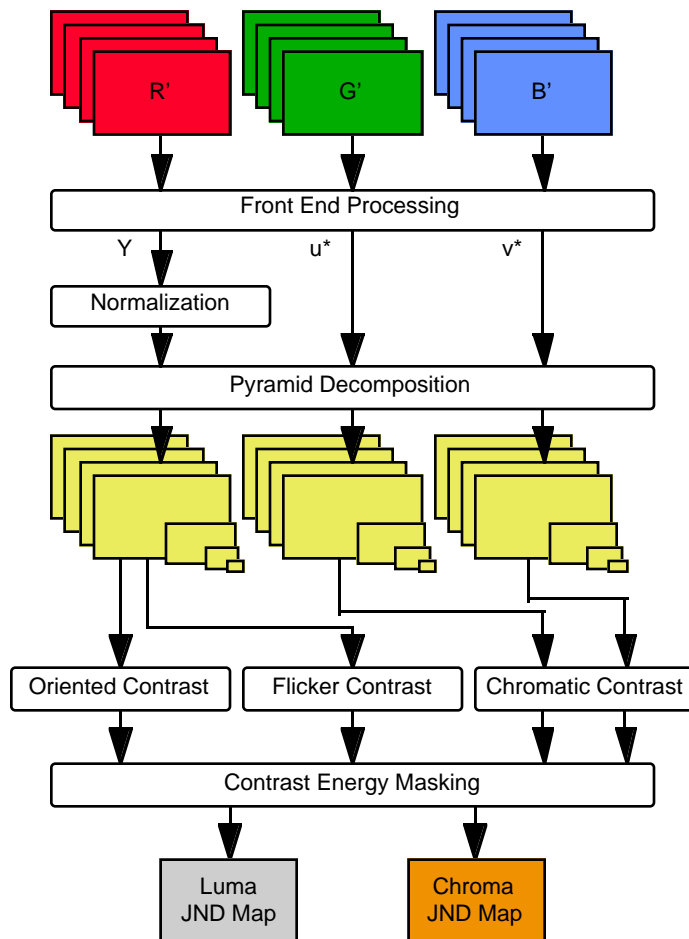 R’ G’ B’
Front End Processing
Y u* v*
Normalization
Pyramid Decomposition
Oriented Contrast Flicker Contrast Chromatic Contrast
Contrast Energy Masking
Luma
JND Map
Chroma
JND Map